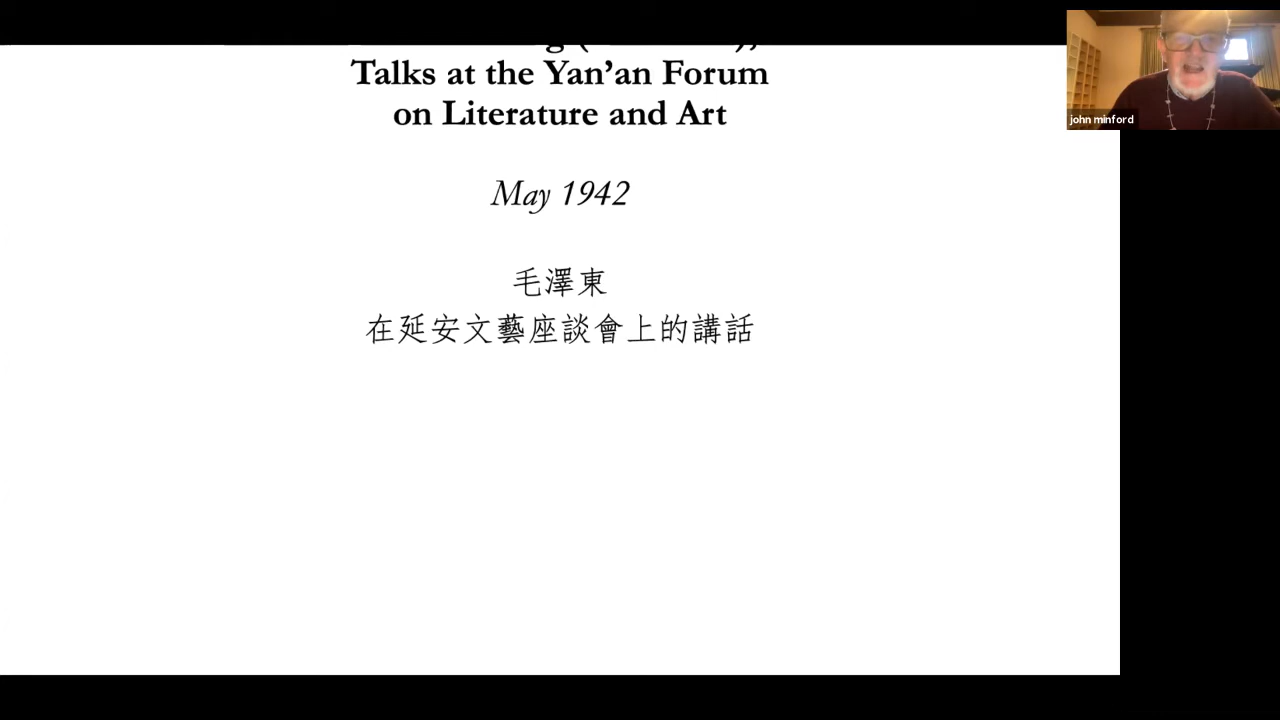 Talks at the Yan’an Forum
on Literature and Art
May 1942
毛澤東
在延安文藝座談會上的講話
john minford